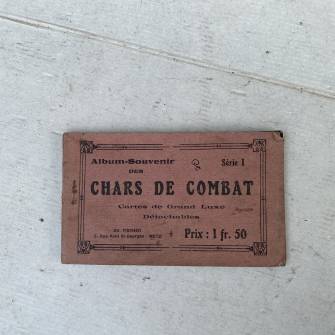 Album-Souvenir
Série 1
DES
CHARS DE COMBAT
Cartes de Grand Luxe
Détachables
Prix : 1 fr. 50